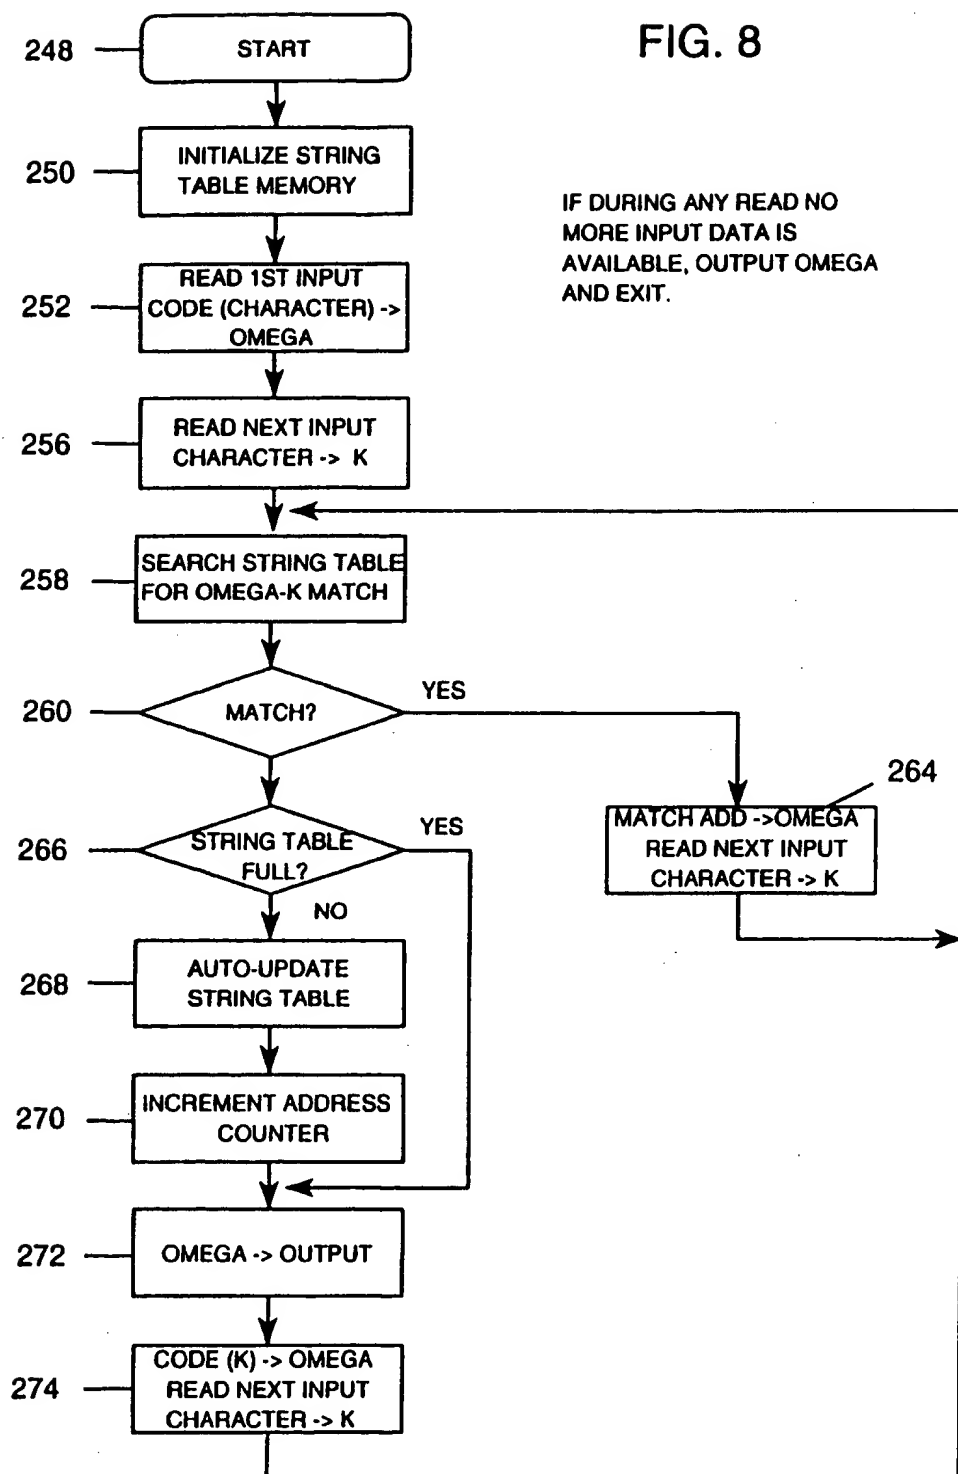 FIG. 8
248
START
250
INITIALIZE STRING
TABLE MEMORY
IF DURING ANY READ NO
MORE INPUT DATA IS
AVAILABLE, OUTPUT OMEGA
AND EXIT.
252
READ 1ST INPUT
CODE (CHARACTER) ->
OMEGA
256
READ NEXT INPUT
CHARACTER -> K
258
SEARCH STRING TABLE
FOR OMEGA-K MATCH
260
MATCH?
YES
264
MATCH ADD ->OMEGA
READ NEXT INPUT
CHARACTER -> K
266
STRING TABLE
FULL?
YES
NO
268
AUTO-UPDATE
STRING TABLE
270
INCREMENT ADDRESS
COUNTER
272
OMEGA -> OUTPUT
274
CODE (K) -> OMEGA
READ NEXT INPUT
CHARACTER -> K